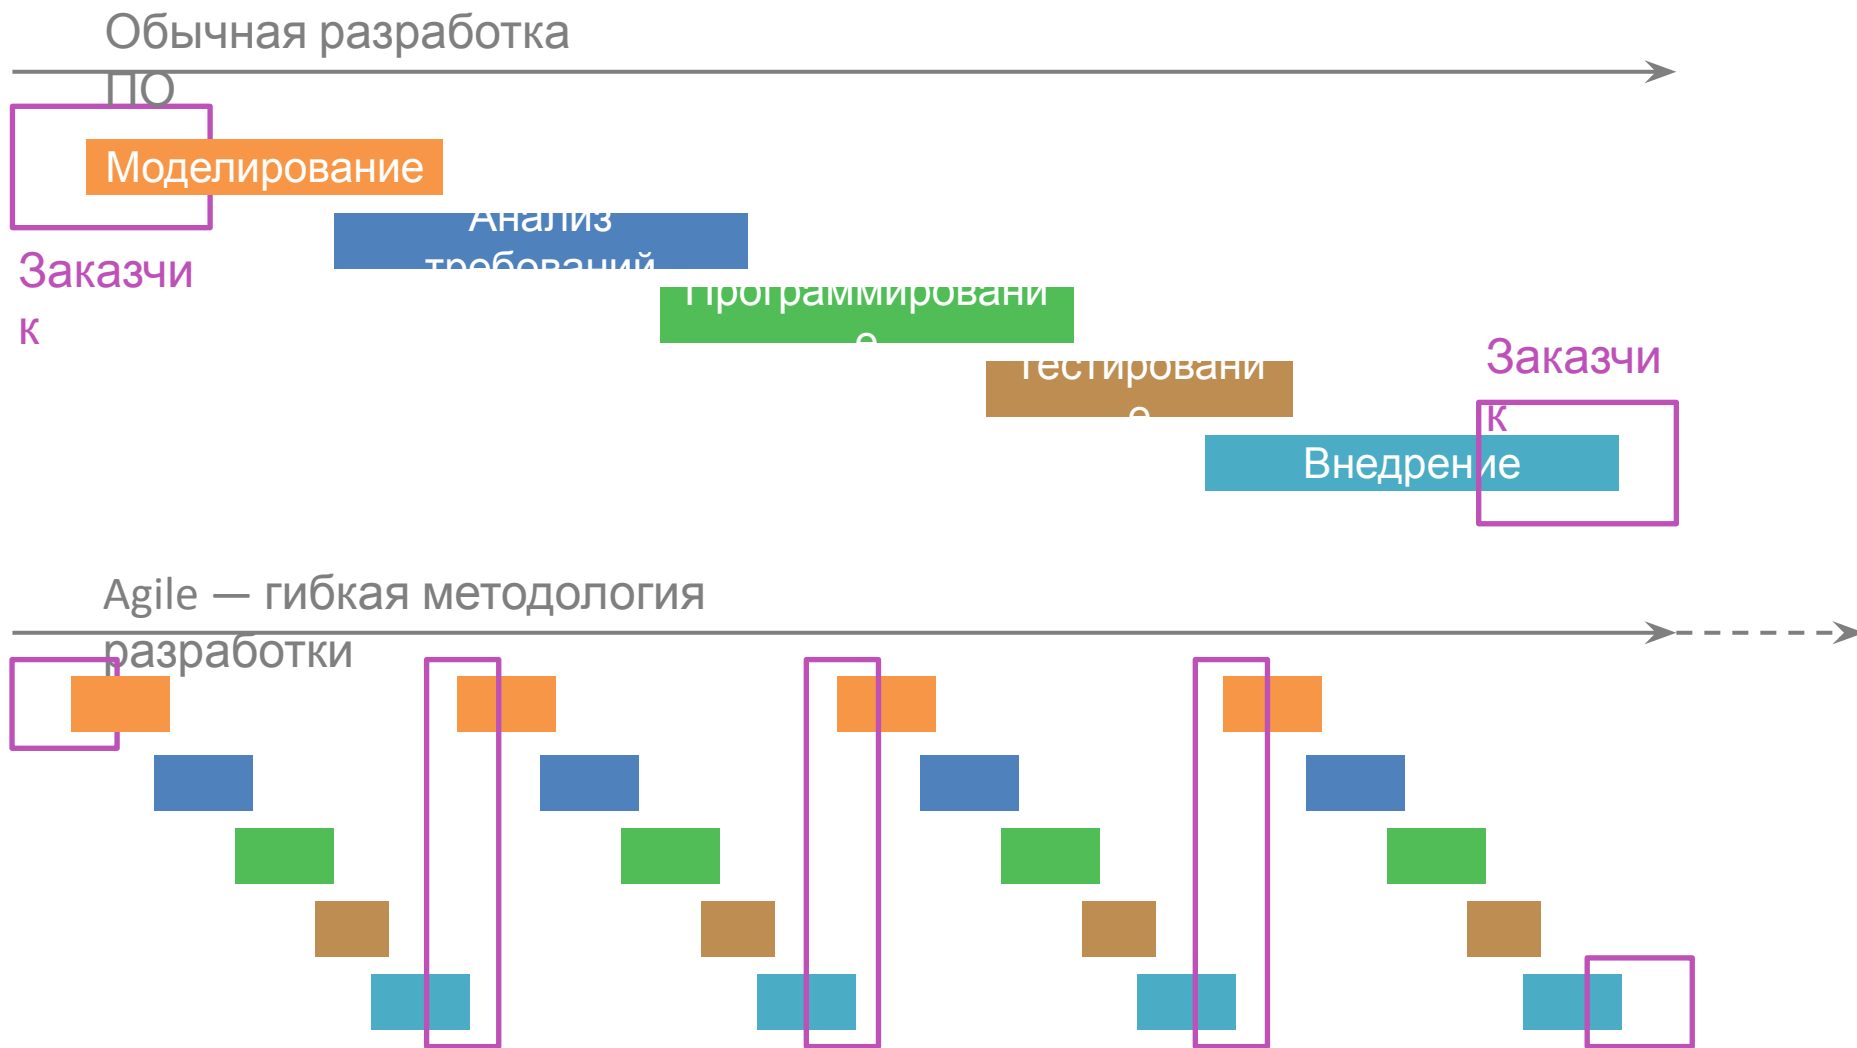 Обычная разработка
ПО
Моделирование
Анализ
требований
Заказчи
к
Программировани
е
Тестировани
е
Заказчи
к
Внедрение
Agile — гибкая методология
разработки